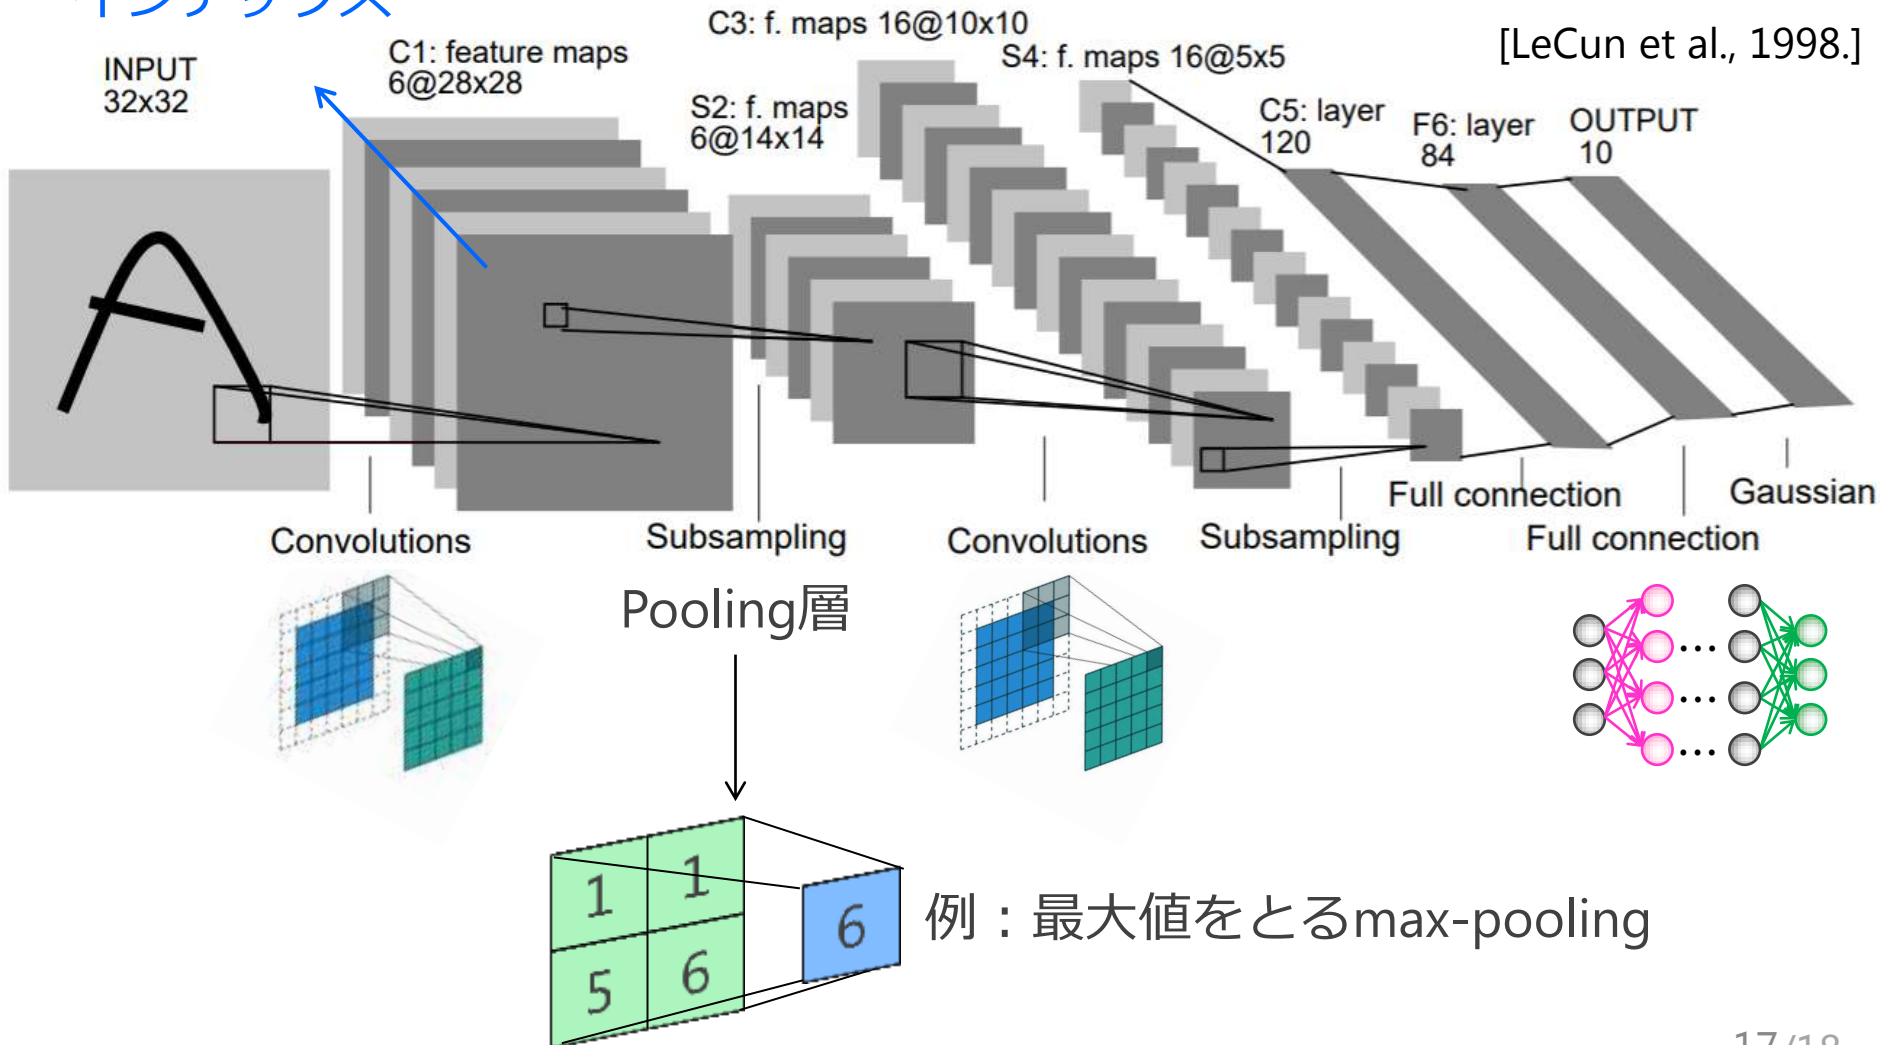 [LeCun et al., 1998.]
INPUT
32x32
C1: feature maps
6@28x28
S2: f. maps
6@14x14
C3: f. maps 16@10x10
S4: f. maps 16@5x5
C5: layer
120
F6: layer
84
OUTPUT
10
Convolutions
Subsampling
Convolutions
Subsampling
Full connection
Full connection
Gaussian
Pooling層
1 1
5 6
6
例：最大値をとるmax-pooling
17/18